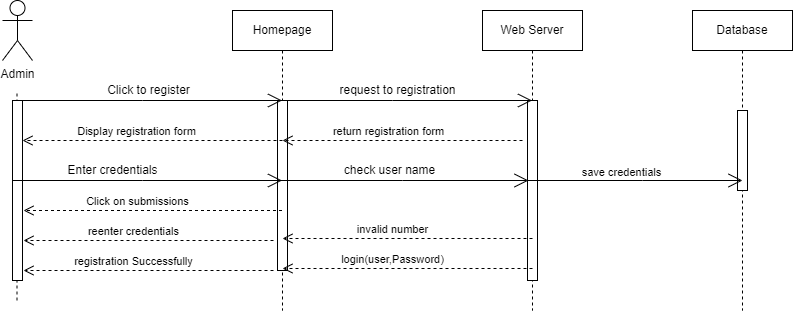 Homepage
Web Server
Database
Admin
Click to register
request to registration
Display registration form
return registration form
Enter credentials
check user name
save credentials
Click on submissions
reenter credentials
invalid number
registration Successfully
login(user,Password)